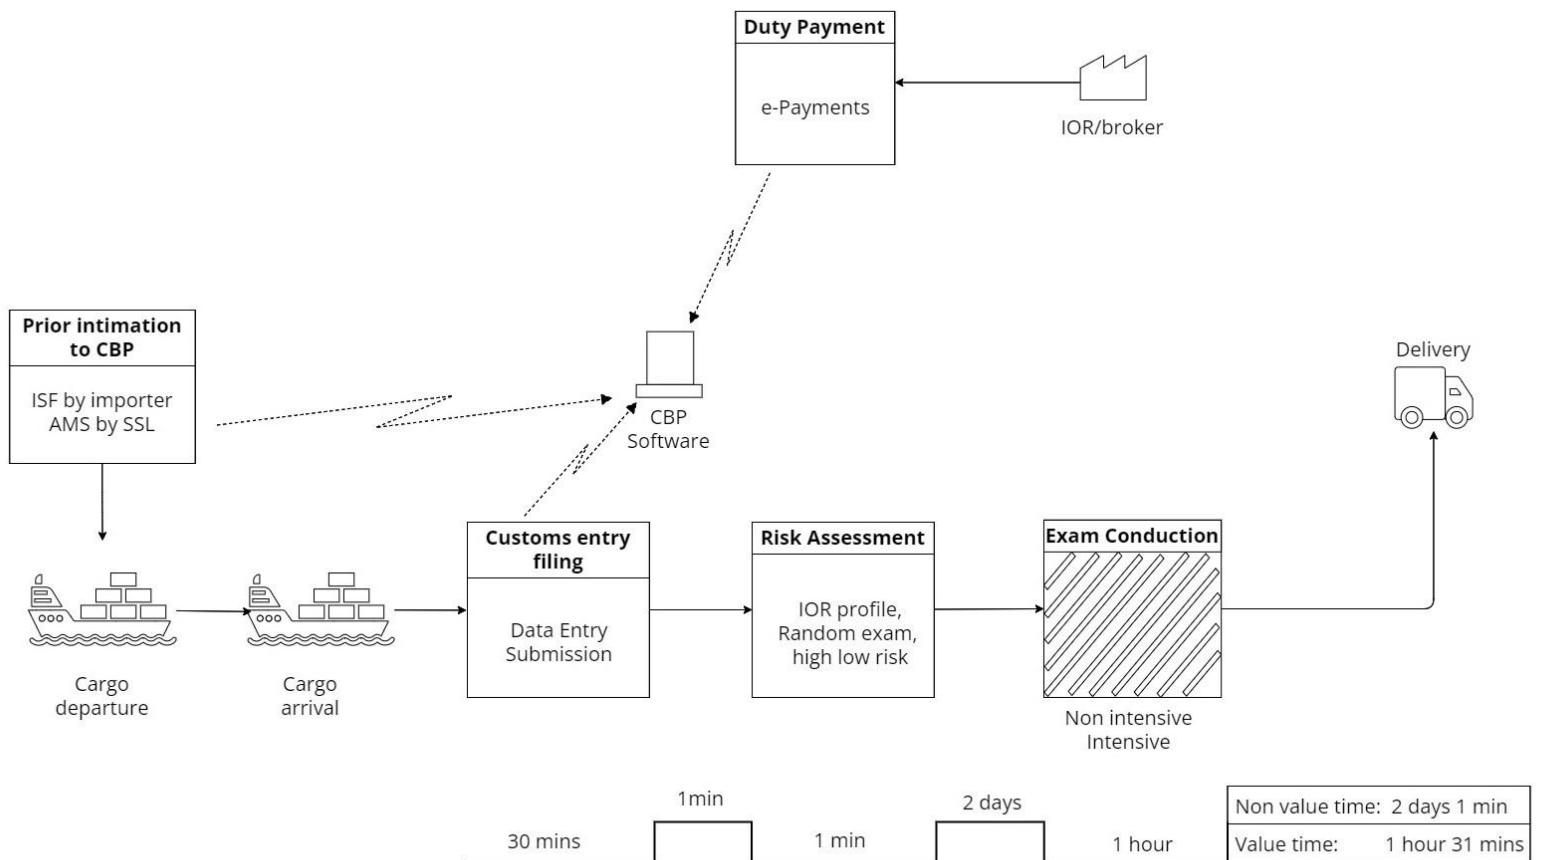 Duty Payment
e-Payments
IOR/broker
Prior intimation
to CBP
ISF by importer
AMS by SSL
CBP
Software
Delivery
Cargo
departure
Cargo
arrival
Customs entry
filing
Data Entry
Submission
Risk Assessment
IOR profile,
Random exam,
high low risk
Exam Conduction
Non intensive
Intensive
30 mins
1min
1 min
2 days
1 hour
Non value time: 2 days 1 min
Value time: 1 hour 31 mins